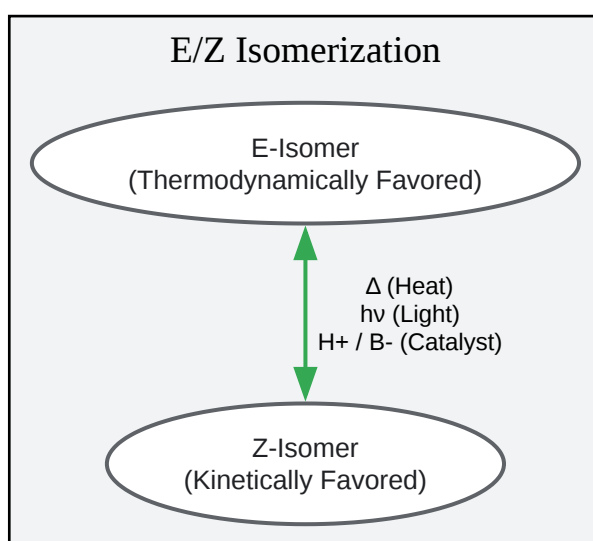 E/Z Isomerization
E-Isomer
(Thermodynamically Favored)
Δ (Heat)
hν (Light)
H+ / B- (Catalyst)
Z-Isomer
(Kinetically Favored)